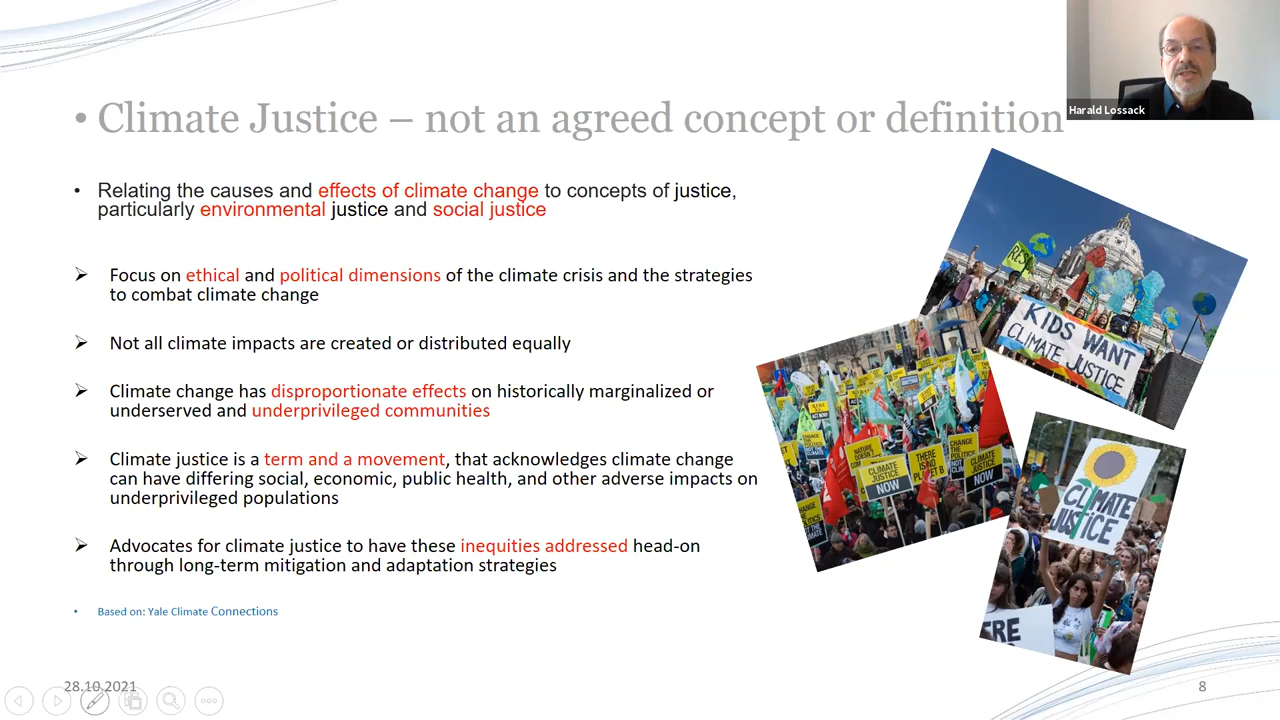 Harald Lossack
• Climate Justice – not an agreed concept or definition
• Relating the causes and effects of climate change to concepts of justice,
particularly environmental justice and social justice
➢ Focus on ethical and political dimensions of the climate crisis and the strategies
to combat climate change
➢ Not all climate impacts are created or distributed equally
➢ Climate change has disproportionate effects on historically marginalized or
underserved and underprivileged communities
➢ Climate justice is a term and a movement, that acknowledges climate change
can have differing social, economic, public health, and other adverse impacts on
underprivileged populations
➢ Advocates for climate justice to have these inequities addressed head-on
through long-term mitigation and adaptation strategies
• Based on: Yale Climate Connections
KIDS WANT
CLIMATE JUSTICE
CLIMATE
JUSTICE
NOW
THERE
IS NO
PLANET B
CHANGE
THE
POLITICS
NOT
CLIMATE
JUSTICE
NOW
CLIMATE
JUSTICE
ERE
28.10.2021
8